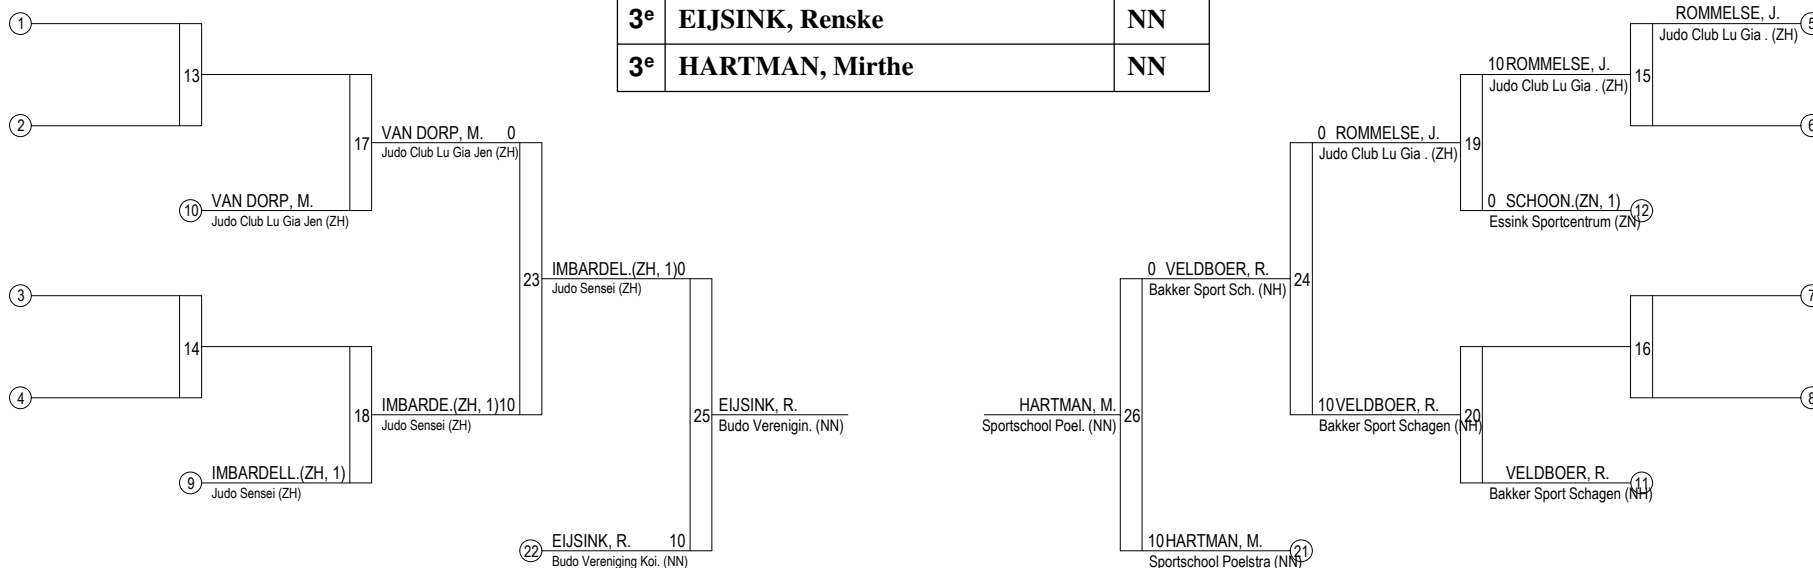 3e EIJSINK, Renske NN
3e HARTMAN, Mirthe NN
1
2
13
17
VAN DORP, M. 0
Judo Club Lu Gia Jen (ZH)
10 VAN DORP, M.
Judo Club Lu Gia Jen (ZH)
3
4
14
18
IMBARDE.(ZH, 1)10
Judo Sensei (ZH)
9 IMBARDELL.(ZH, 1)
Judo Sensei (ZH)
23
IMBARDEL.(ZH, 1)0
Judo Sensei (ZH)
25
EIJSINK, R.
Budo Verenigin. (NN)
22 EIJSINK, R. 10
Budo Vereniging Koi. (NN)
ROMMELSE, J. 5
Judo Club Lu Gia . (ZH)
10 ROMMELSE, J. 15
Judo Club Lu Gia . (ZH)
6
0 ROMMELSE, J. 19
Judo Club Lu Gia . (ZH)
0 SCHOON.(ZN, 1) 12
Essink Sportcentrum (ZN)
0 VELDBOER, R. 24
Bakker Sport Sch. (NH)
7
16
8
10 VELDBOER, R. 20
Bakker Sport Schagen (NH)
VELDBOER, R. 11
Bakker Sport Schagen (NH)
HARTMAN, M. 26
Sportschool Poel. (NN)
10 HARTMAN, M. 21
Sportschool Poelstra (NN)